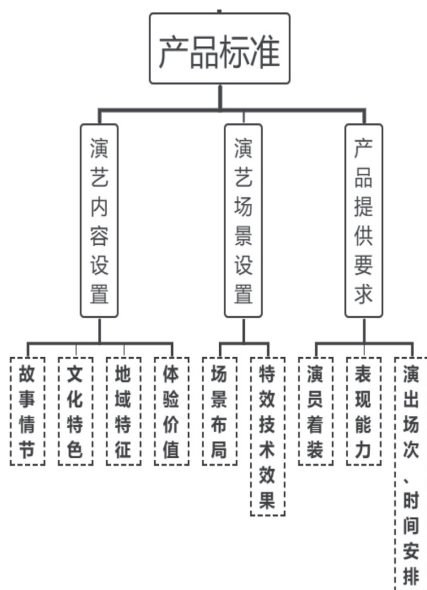 产品标准
演艺内容设置
演艺场景设置
产品提供要求
故事情节
文化特色
地域特征
体验价值
场景布局
特效技术效果
演员着装
表现能力
演出场次、时间安排